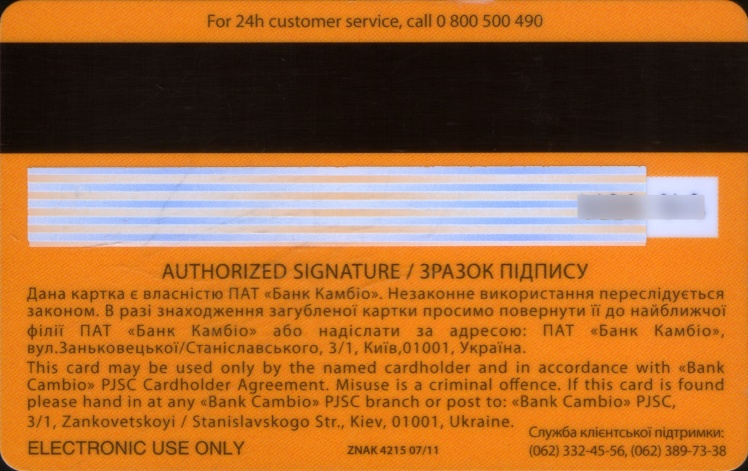 For 24h customer service, call 0 800 500 490
AUTHORIZED SIGNATURE / ЗРАЗОК ПІДПИСУ
Дана картка є власністю ПАТ «Банк Камбіо». Незаконне використання переслідується
законом. В разі знаходження загубленої картки просимо повернути її до найближчої
філії ПАТ «Банк Камбіо» або надіслати за адресою: ПАТ «Банк Камбіо»,
вул.Заньковецької/Станіславського, 3/1, Київ,01001, Україна.
This card may be used only by the named cardholder and in accordance with «Bank
Cambio» PJSC Cardholder Agreement. Misuse is a criminal offence. If this card is found
please hand in at any «Bank Cambio» PJSC branch or post to: «Bank Cambio» PJSC,
3/1, Zankovetskoyi / Stanislavskogo Str., Kiev, 01001, Ukraine.
Служба клієнтської підтримки:
ELECTRONIC USE ONLY ZNAK 4215 07/11 (062) 332-45-56, (062) 389-73-38